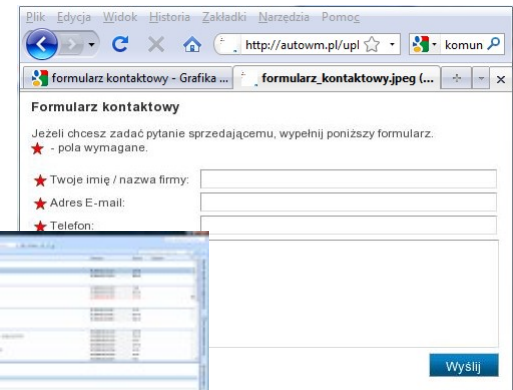 Plik Edycja Widok Historia Zakładki Narzędzia Pomoc
http://autowm.pl/upl komun
formularz kontaktowy - Grafika ... formularz_kontaktowy.jpeg (...
Formularz kontaktowy
Jeżeli chcesz zadać pytanie sprzedającemu, wypełnij poniższy formularz.
- pola wymagane.
Twoje imię / nazwa firmy:
Adres E-mail:
Telefon:
Wyślij